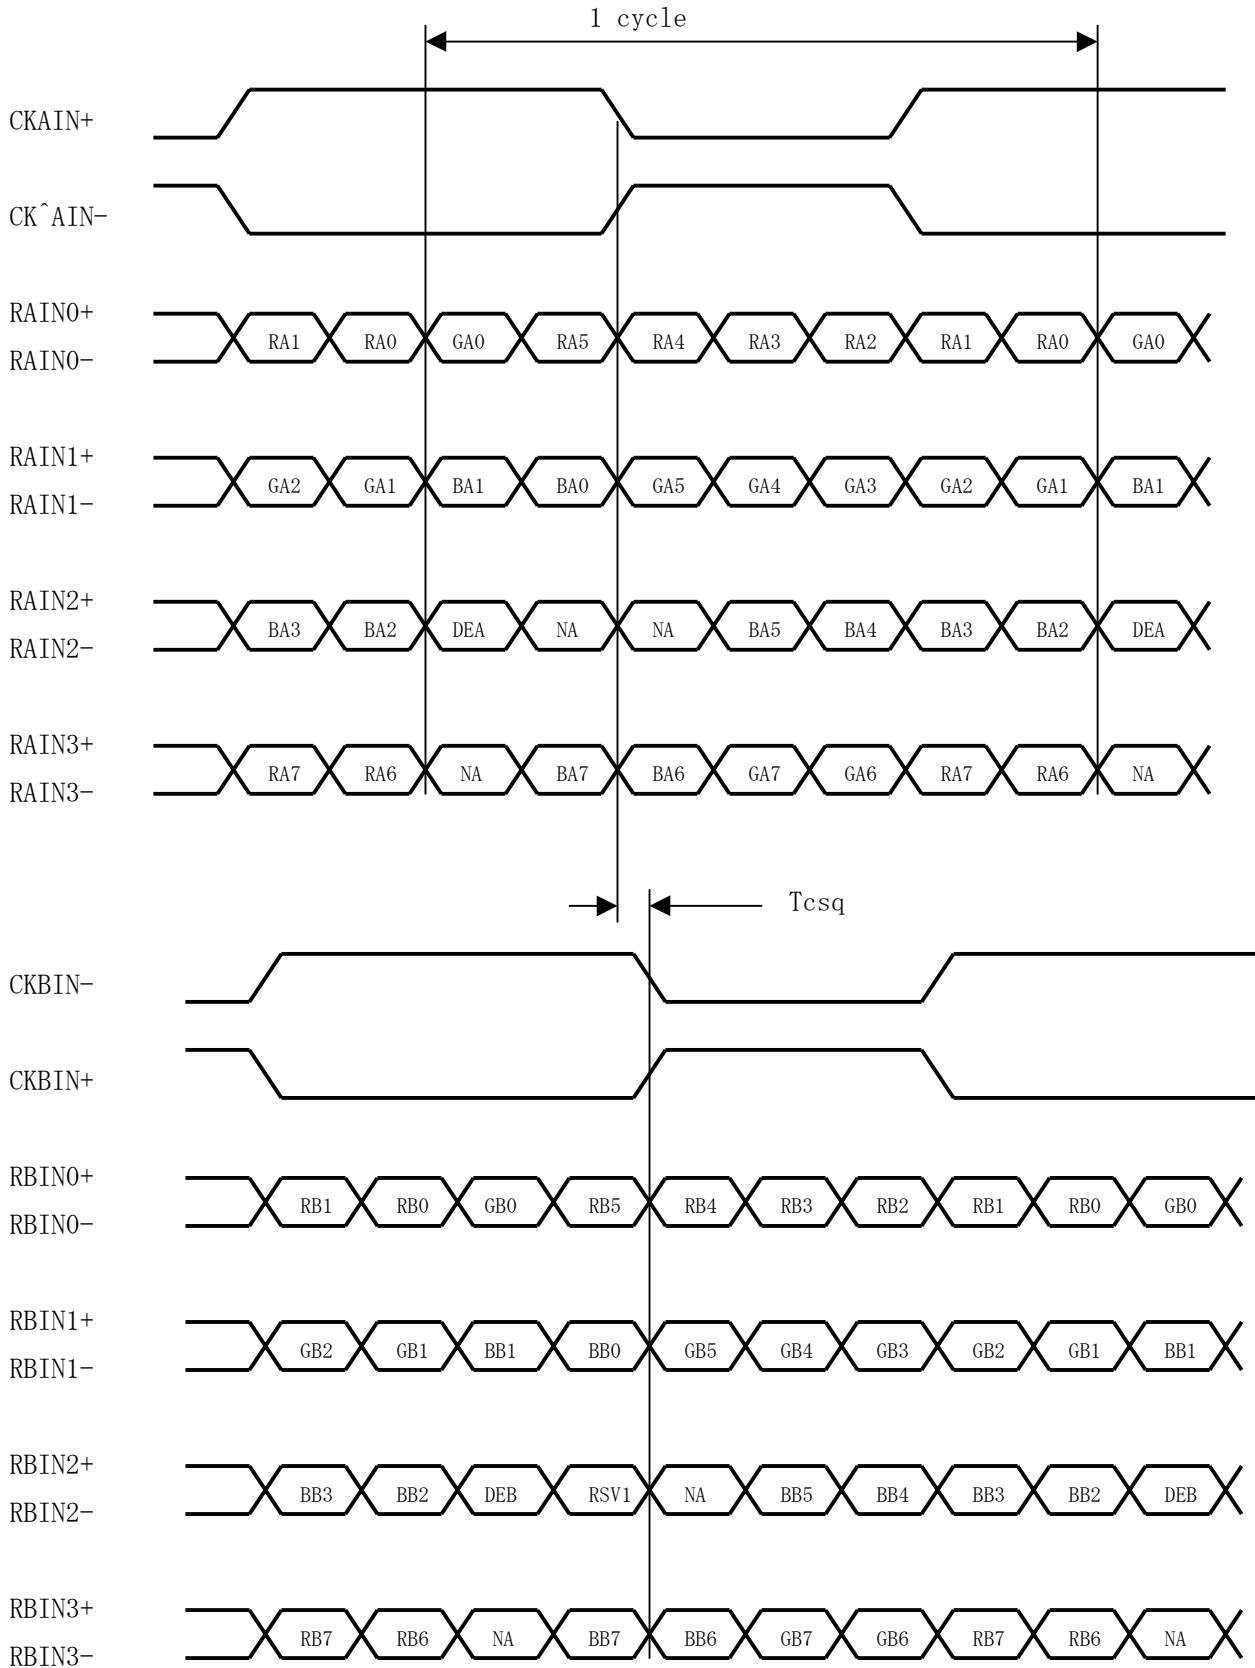 1 cycle
CKAIN+
CK^AIN-
RAIN0+
RA1 RA0 GA0 RA5 RA4 RA3 RA2 RA1 RA0 GA0
RAIN0-
RAIN1+
GA2 GA1 BA1 BA0 GA5 GA4 GA3 GA2 GA1 BA1
RAIN1-
RAIN2+
BA3 BA2 DEA NA NA BA5 BA4 BA3 BA2 DEA
RAIN2-
RAIN3+
RA7 RA6 NA BA7 BA6 GA7 GA6 RA7 RA6 NA
RAIN3-
Tcsq
CKBIN-
CKBIN+
RBIN0+
RB1 RB0 GB0 RB5 RB4 RB3 RB2 RB1 RB0 GB0
RBIN0-
RBIN1+
GB2 GB1 BB1 BB0 GB5 GB4 GB3 GB2 GB1 BB1
RBIN1-
RBIN2+
BB3 BB2 DEB RSV1 NA BB5 BB4 BB3 BB2 DEB
RBIN2-
RBIN3+
RB7 RB6 NA BB7 BB6 GB7 GB6 RB7 RB6 NA
RBIN3-